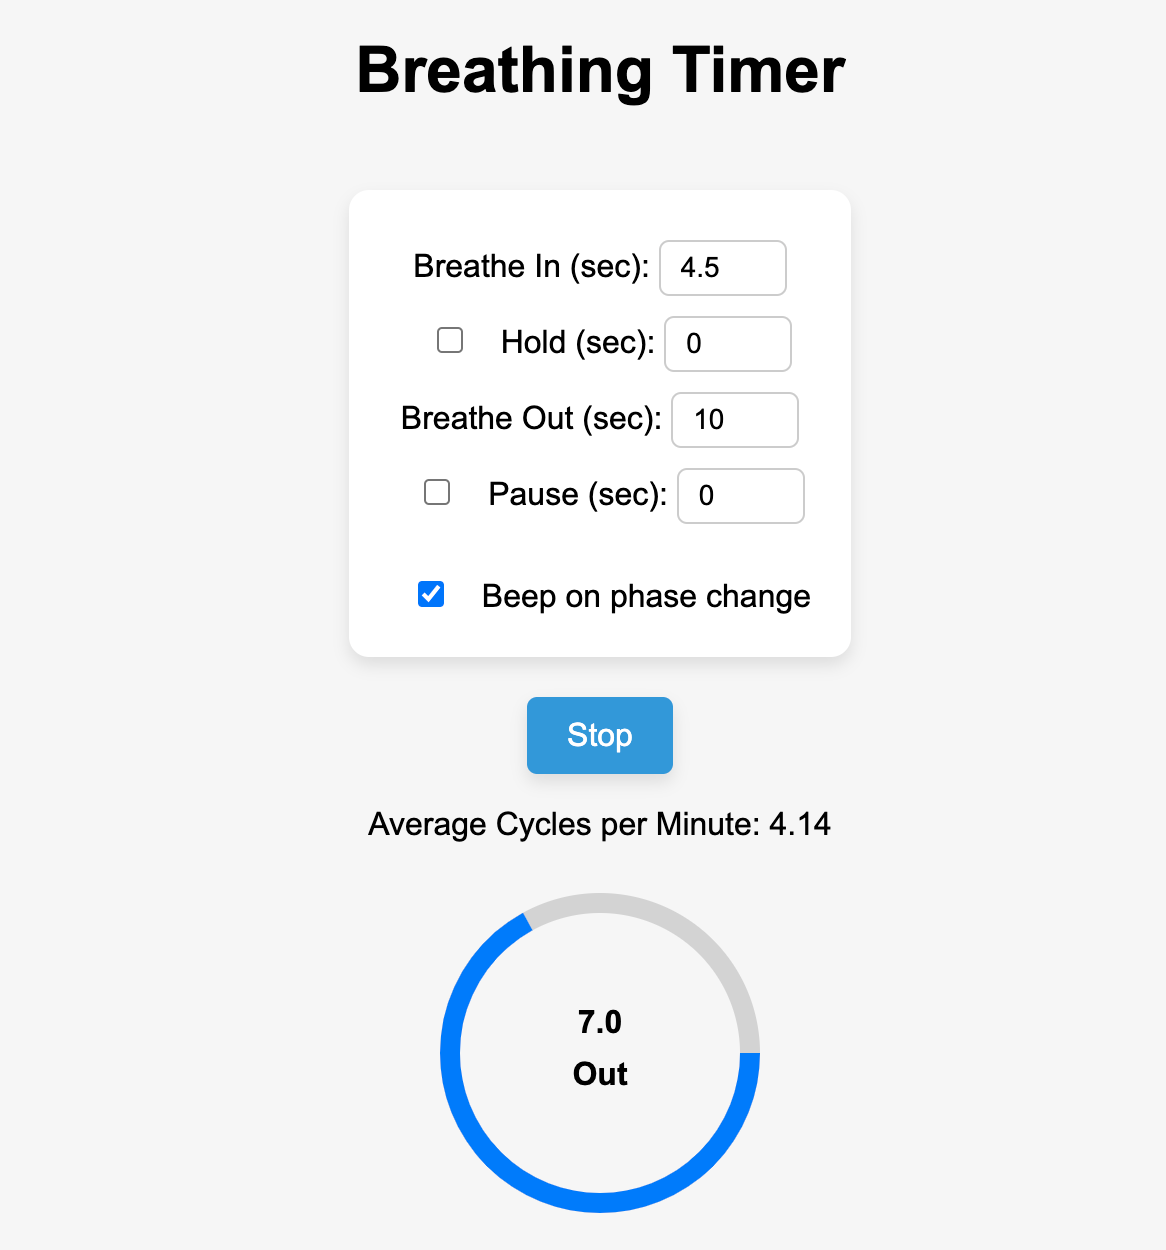 Breathing Timer
Breathe In (sec): 4.5
Hold (sec): 0
Breathe Out (sec): 10
Pause (sec): 0
Beep on phase change
Stop
Average Cycles per Minute: 4.14
7.0
Out